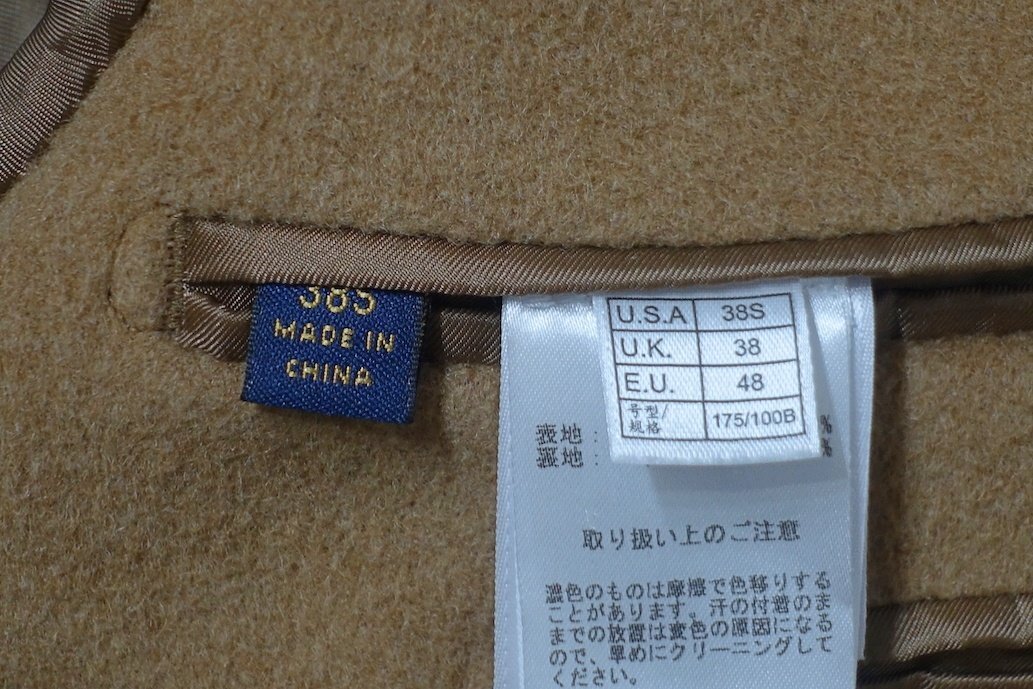 38S
MADE IN
CHINA
U.S.A 38S
U.K. 38
E.U. 48
号型/
规格 175/100B
表地: %
裏地: %
取り扱い上のご注意
濃色のものは摩擦で色移りする
ことがあります。汗の付着のま
までの放置は変色の原因になる
ので、早めにクリーニングして
ください。